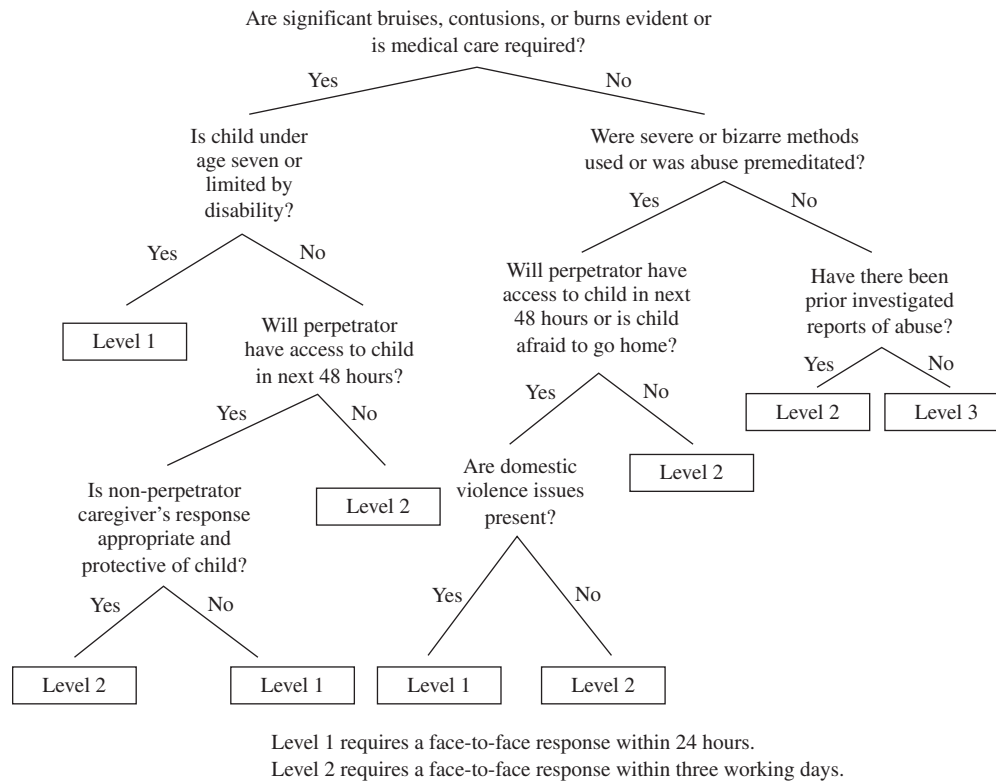 Are significant bruises, contusions, or burns evident or
is medical care required?
Yes
No
Is child under
age seven or
limited by
disability?
Were severe or bizarre methods
used or was abuse premeditated?
Yes
No
Yes
No
Level 1
Will perpetrator
have access to child
in next 48 hours?
Will perpetrator have
access to child in next
48 hours or is child
afraid to go home?
Have there been
prior investigated
reports of abuse?
Yes
No
Yes
No
Yes
No
Level 2
Level 3
Is non-perpetrator
caregiver’s response
appropriate and
protective of child?
Level 2
Are domestic
violence issues
present?
Level 2
Yes
No
Yes
No
Level 2
Level 1
Level 1
Level 2
Level 1 requires a face-to-face response within 24 hours.
Level 2 requires a face-to-face response within three working days.